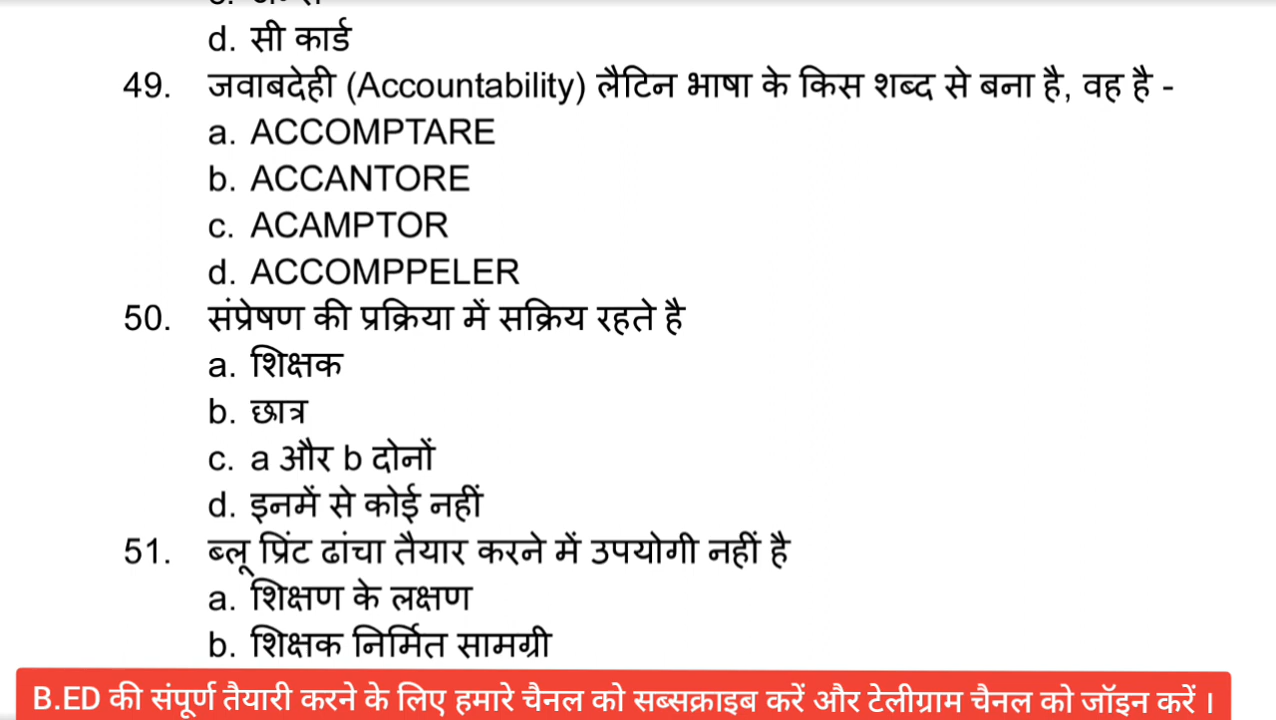 d. सी कार्ड
49. जवाबदेही (Accountability) लैटिन भाषा के किस शब्द से बना है, वह है -
a. ACCOMPTARE
b. ACCANTORE
c. ACAMPTOR
d. ACCOMPPELER
50. संप्रेषण की प्रक्रिया में सक्रिय रहते है
a. शिक्षक
b. छात्र
c. a और b दोनों
d. इनमें से कोई नहीं
51. ब्लू प्रिंट ढांचा तैयार करने में उपयोगी नहीं है
a. शिक्षण के लक्षण
b. शिक्षक निर्मित सामग्री
B.ED की संपूर्ण तैयारी करने के लिए हमारे चैनल को सब्सक्राइब करें और टेलीग्राम चैनल को जॉइन करें ।